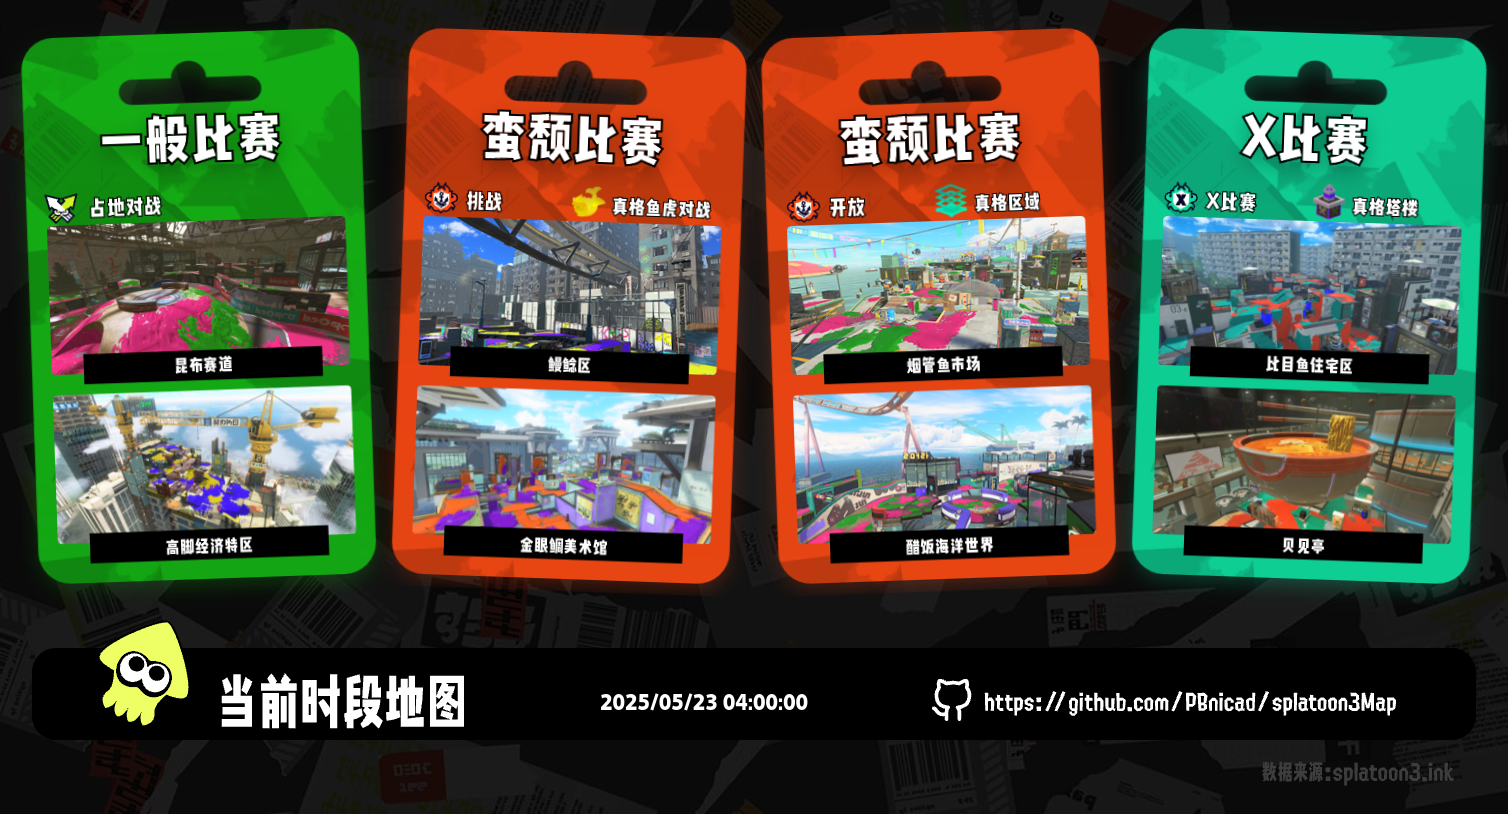 一般比赛
占地对战
昆布赛道
高脚经济特区
蛮颓比赛
挑战
真格鱼虎对战
鳗鲶区
金眼鲷美术馆
蛮颓比赛
开放
真格区域
烟管鱼市场
醋饭海洋世界
X比赛
X比赛
真格塔楼
比目鱼住宅区
贝见亭
当前时段地图
2025/05/23 04:00:00
https://github.com/PBnicad/splatoon3Map
数据来源:splatoon3.ink